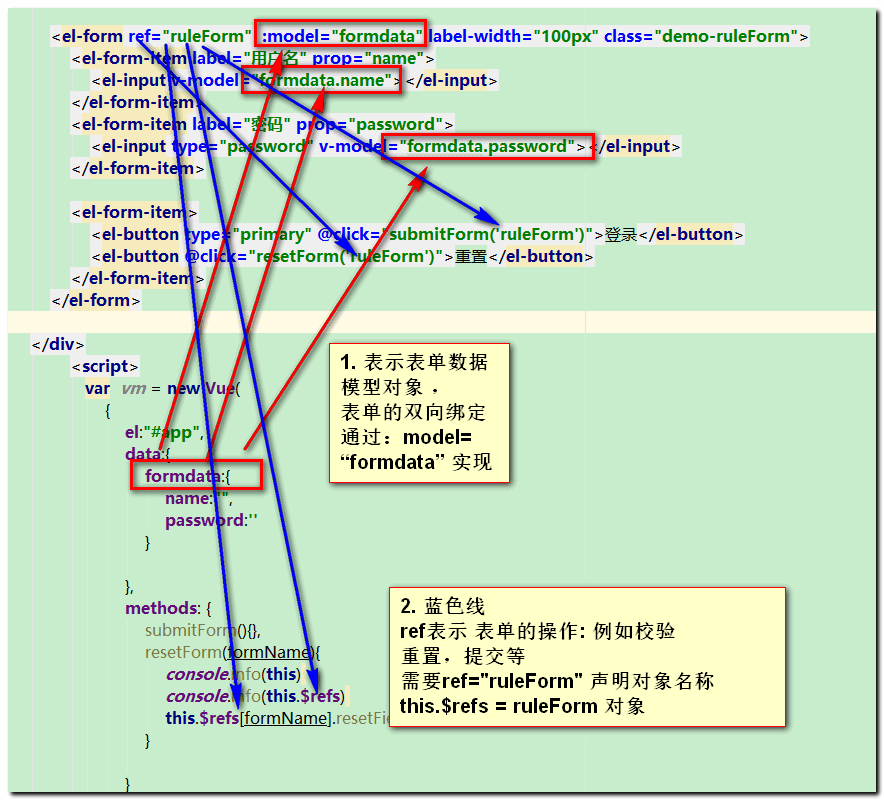 <el-form ref="ruleForm" :model="formdata" label-width="100px" class="demo-ruleForm">
<el-form-item label="用户名" prop="name">
<el-input v-model="formdata.name"></el-input>
</el-form-item>
<el-form-item label="密码" prop="password">
<el-input type="password" v-model="formdata.password"></el-input>
</el-form-item>
<el-form-item>
<el-button type="primary" @click="submitForm('ruleForm')">登录</el-button>
<el-button @click="resetForm('ruleForm')">重置</el-button>
</el-form-item>
</el-form>
</div>
<script>
var vm = new Vue(
{
el:"#app",
data:{
formdata:{
name:"",
password:''
}
},
methods: {
submitForm(){},
resetForm(formName){
console.info(this)
console.info(this.$refs)
this.$refs[formName].resetFie
}
}
1. 表示表单数据
模型对象 ，
表单的双向绑定
通过：model=
“formdata” 实现
2. 蓝色线
ref表示 表单的操作: 例如校验
重置，提交等
需要ref="ruleForm" 声明对象名称
this.$refs = ruleForm 对象